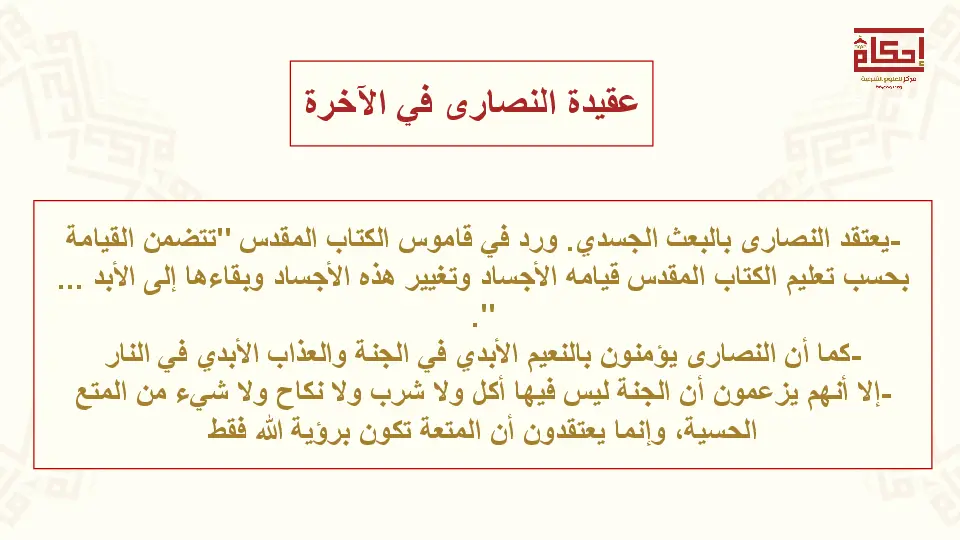 إحكام
مركز للعلوم الشرعية
عقيدة النصارى في الآخرة
-يعتقد النصارى بالبعث الجسدي. ورد في قاموس الكتاب المقدس "تتضمن القيامة
بحسب تعليم الكتاب المقدس قيامه الأجساد وتغيير هذه الأجساد وبقاءها إلى الأبد ...
".
-كما أن النصارى يؤمنون بالنعيم الأبدي في الجنة والعذاب الأبدي في النار
-إلا أنهم يزعمون أن الجنة ليس فيها أكل ولا شرب ولا نكاح ولا شيء من المتع
الحسية، وإنما يعتقدون أن المتعة تكون برؤية الله فقط